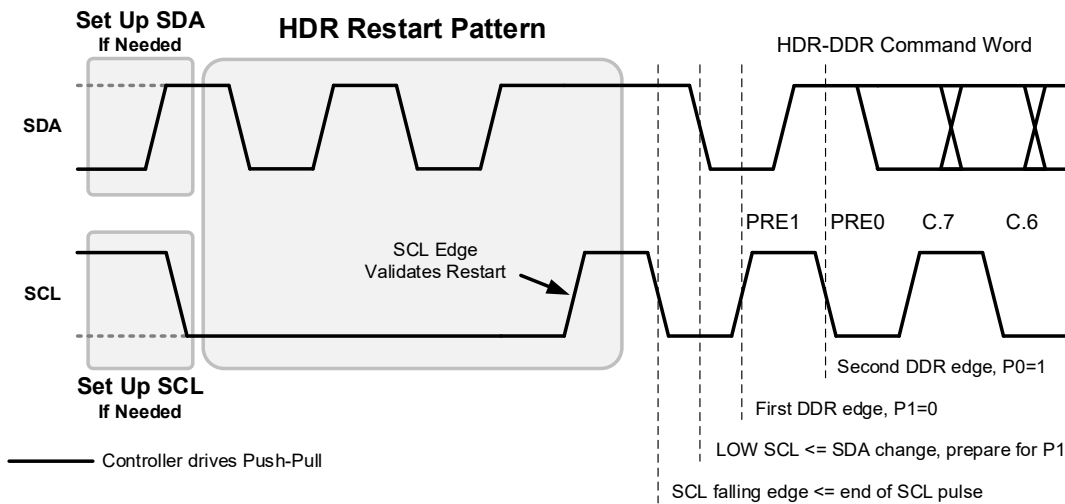 Set Up SDA
If Needed
HDR Restart Pattern
HDR-DDR Command Word
SDA
PRE1
PRE0
C.7
C.6
SCL Edge
Validates Restart
SCL
Second DDR edge, P0=1
Set Up SCL
If Needed
First DDR edge, P1=0
LOW SCL <= SDA change, prepare for P1
Controller drives Push-Pull
SCL falling edge <= end of SCL pulse